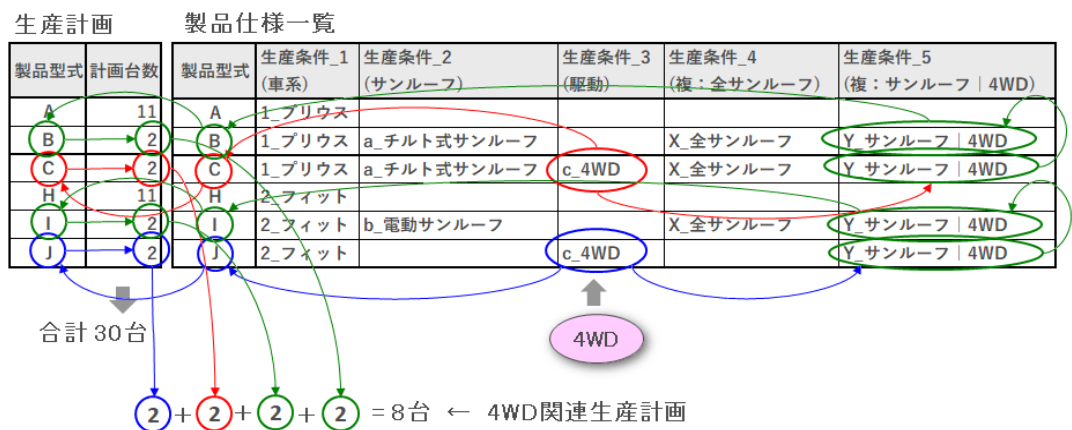 生産計画 製品仕様一覧
製品型式 計画台数 製品型式 生産条件_1 (車系) 生産条件_2 (サンルーフ) 生産条件_3 (駆動) 生産条件_4 (複：全サンルーフ) 生産条件_5 (複：サンルーフ｜4WD)
A 11 A 1_プリウス
B 2 B 1_プリウス a_チルト式サンルーフ X_全サンルーフ Y_サンルーフ｜4WD
C 2 C 1_プリウス a_チルト式サンルーフ c_4WD X_全サンルーフ Y_サンルーフ｜4WD
H 11 H 2_フィット
I 2 I 2_フィット b_電動サンルーフ X_全サンルーフ Y_サンルーフ｜4WD
J 2 J 2_フィット c_4WD Y_サンルーフ｜4WD
合計30台
4WD
2 + 2 + 2 + 2 =8台 ← 4WD関連生産計画